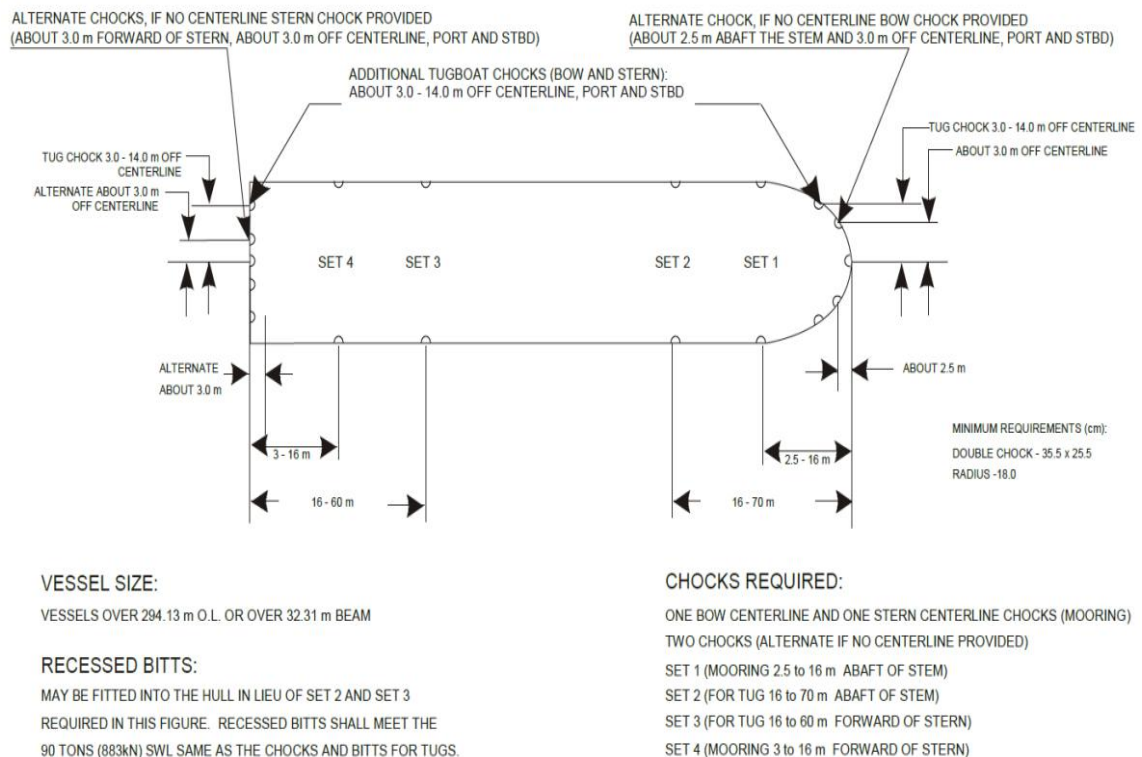 ALTERNATE CHOCKS, IF NO CENTERLINE STERN CHOCK PROVIDED
(ABOUT 3.0 m FORWARD OF STERN, ABOUT 3.0 m OFF CENTERLINE, PORT AND STBD)
ALTERNATE CHOCK, IF NO CENTERLINE BOW CHOCK PROVIDED
(ABOUT 2.5 m ABAFT THE STEM AND 3.0 m OFF CENTERLINE, PORT AND STBD)
ADDITIONAL TUGBOAT CHOCKS (BOW AND STERN):
ABOUT 3.0 - 14.0 m OFF CENTERLINE, PORT AND STBD
TUG CHOCK 3.0 - 14.0 m OFF
CENTERLINE
ALTERNATE ABOUT 3.0 m
OFF CENTERLINE
TUG CHOCK 3.0 - 14.0 m OFF CENTERLINE
ABOUT 3.0 m OFF CENTERLINE
SET 4
SET 3
SET 2
SET 1
ALTERNATE
ABOUT 3.0 m
ABOUT 2.5 m
3 - 16 m
2.5 - 16 m
16 - 60 m
16 - 70 m
MINIMUM REQUIREMENTS (cm):
DOUBLE CHOCK - 35.5 x 25.5
RADIUS -18.0
VESSEL SIZE:
VESSELS OVER 294.13 m O.L. OR OVER 32.31 m BEAM
RECESSED BITTS:
MAY BE FITTED INTO THE HULL IN LIEU OF SET 2 AND SET 3
REQUIRED IN THIS FIGURE. RECESSED BITTS SHALL MEET THE
90 TONS (883kN) SWL SAME AS THE CHOCKS AND BITTS FOR TUGS.
CHOCKS REQUIRED:
ONE BOW CENTERLINE AND ONE STERN CENTERLINE CHOCKS (MOORING)
TWO CHOCKS (ALTERNATE IF NO CENTERLINE PROVIDED)
SET 1 (MOORING 2.5 to 16 m ABAFT OF STEM)
SET 2 (FOR TUG 16 to 70 m ABAFT OF STEM)
SET 3 (FOR TUG 16 to 60 m FORWARD OF STERN)
SET 4 (MOORING 3 to 16 m FORWARD OF STERN)